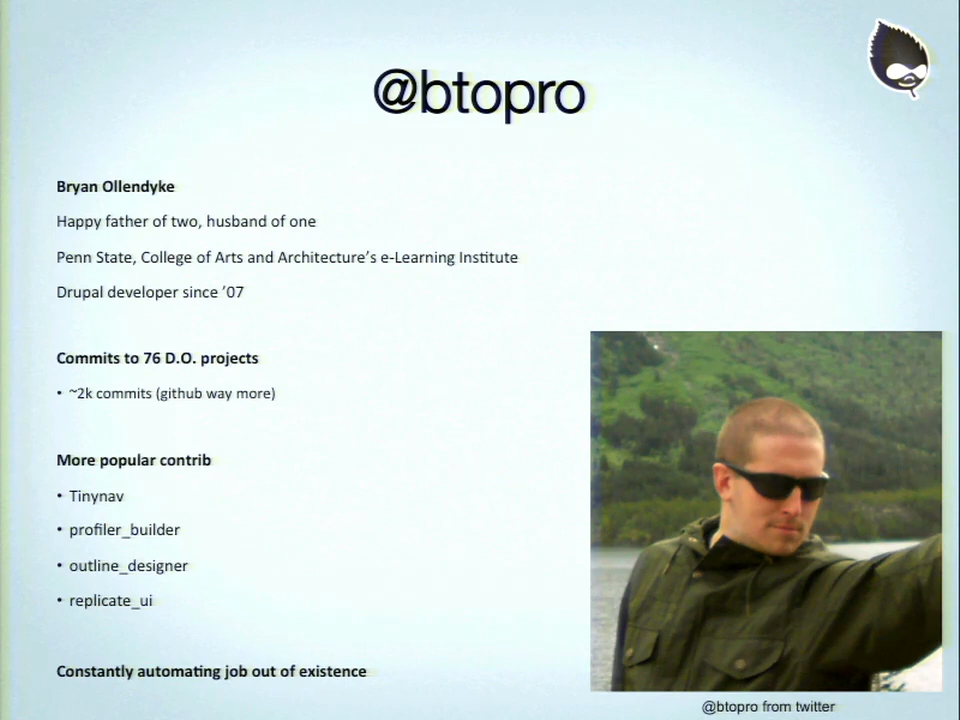 @btopro
Bryan Ollendyke
Happy father of two, husband of one
Penn State, College of Arts and Architecture’s e-Learning Institute
Drupal developer since ’07
Commits to 76 D.O. projects
• ~2k commits (github way more)
More popular contrib
• Tinynav
• profiler_builder
• outline_designer
• replicate_ui
Constantly automating job out of existence
@btopro from twitter